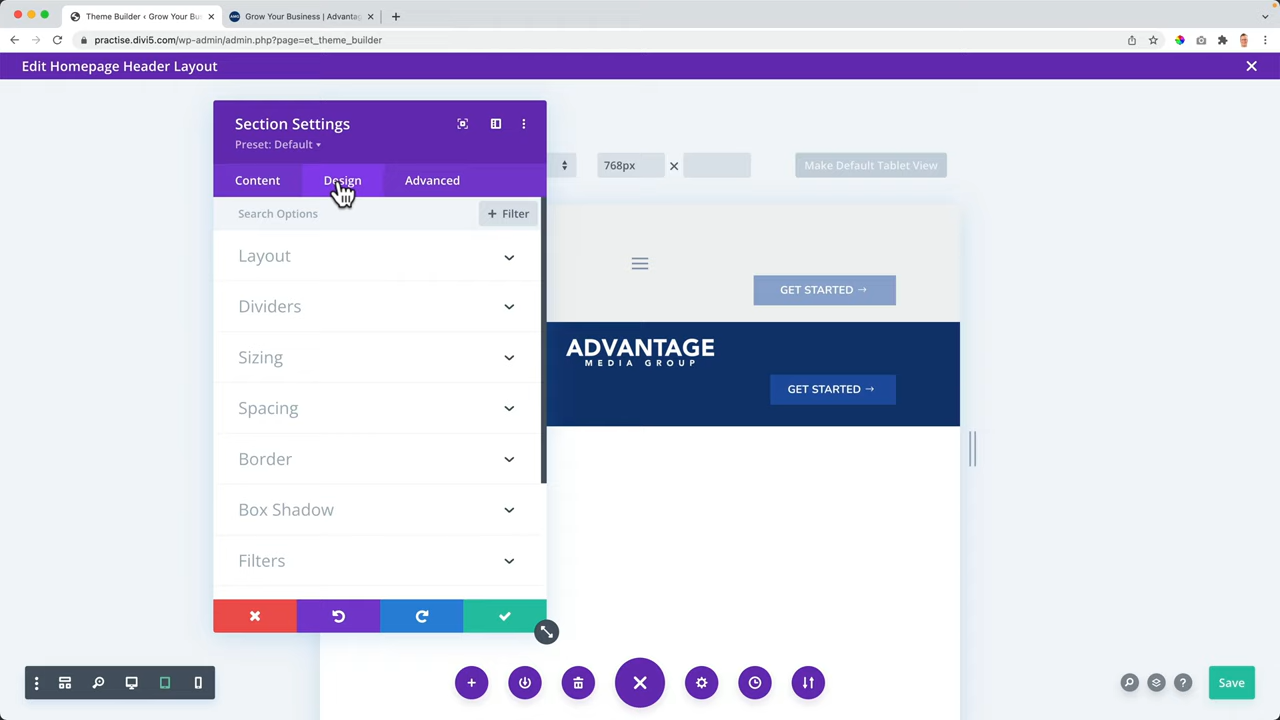 Theme Builder < Grow Your Bu
Grow Your Business | Advanta
practise.divi5.com/wp-admin/admin.php?page=et_theme_builder
Edit Homepage Header Layout
Section Settings
Preset: Default
768px
Make Default Tablet View
Content
Design
Advanced
Search Options
+ Filter
Layout
Dividers
Sizing
Spacing
Border
Box Shadow
Filters
GET STARTED →
ADVANTAGE
MEDIA GROUP
GET STARTED →
Save